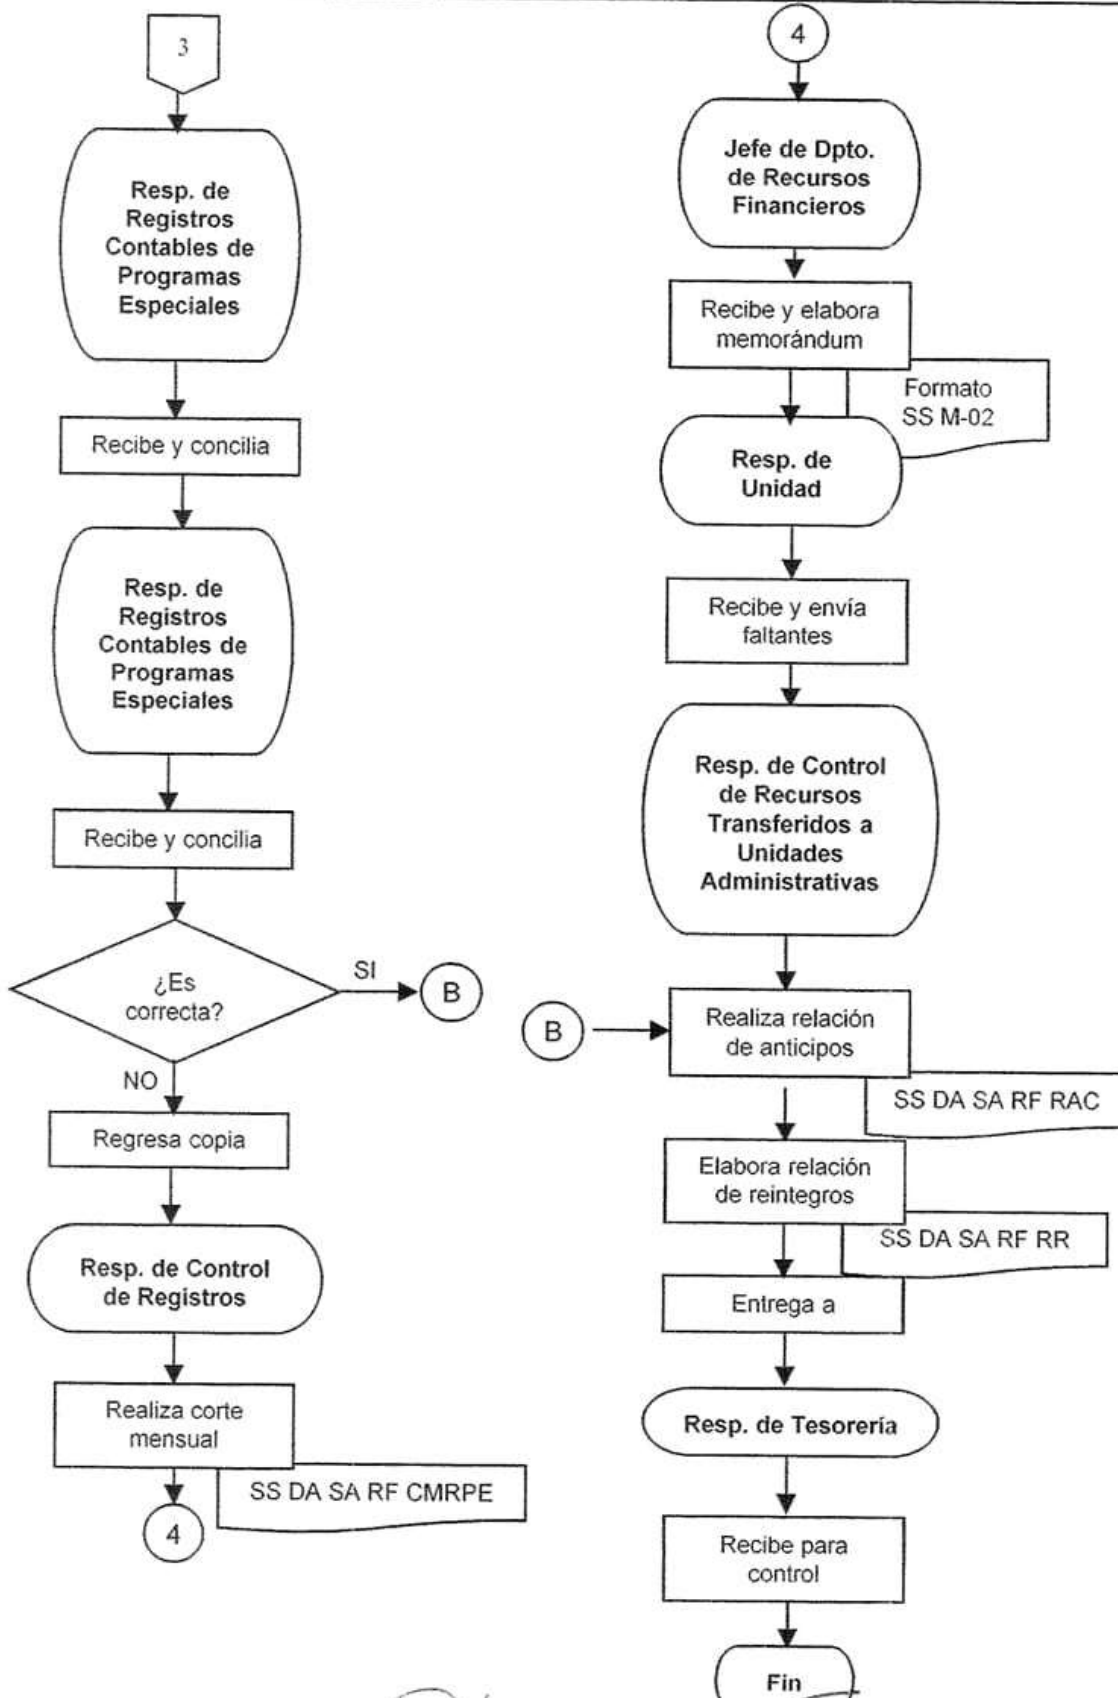 3
Resp. de
Registros
Contables de
Programas
Especiales
Recibe y concilia
Resp. de
Registros
Contables de
Programas
Especiales
Recibe y concilia
¿Es
correcta?
SI
B
NO
Regresa copia
Resp. de Control
de Registros
Realiza corte
mensual
SS DA SA RF CMRPE
4
4
Jefe de Dpto.
de Recursos
Financieros
Recibe y elabora
memorándum
Formato
SS M-02
Resp. de
Unidad
Recibe y envía
faltantes
Resp. de Control
de Recursos
Transferidos a
Unidades
Administrativas
B
Realiza relación
de anticipos
SS DA SA RF RAC
Elabora relación
de reintegros
SS DA SA RF RR
Entrega a
Resp. de Tesorería
Recibe para
control
Fin